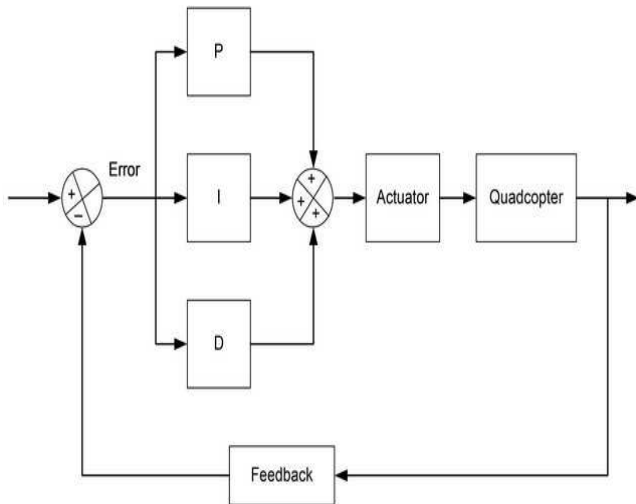 P
Error
+
−
I
+
+
+
Actuator
Quadcopter
D
Feedback